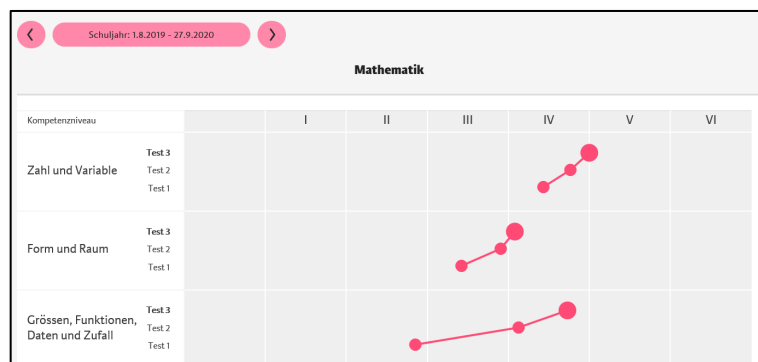 Schuljahr: 1.8.2019 - 27.9.2020
Mathematik
Kompetenzniveau I II III IV V VI
Zahl und Variable
Test 3
Test 2
Test 1
Form und Raum
Test 3
Test 2
Test 1
Grössen, Funktionen,
Daten und Zufall
Test 3
Test 2
Test 1